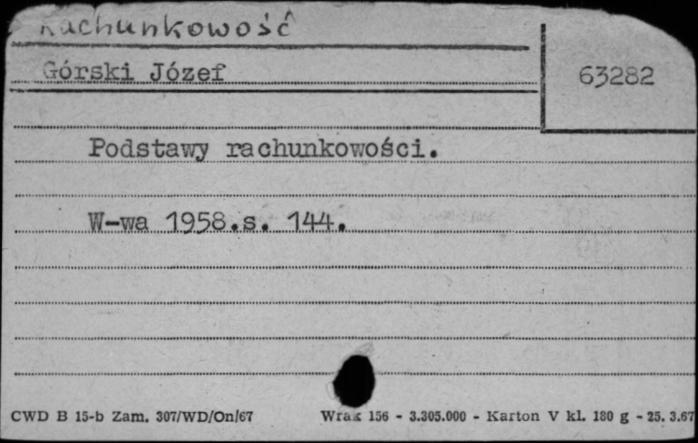 Rachunkowość
Górski Józef
63282
Podstawy rachunkowości.
W-wa 1958.s. 144.
CWD B 15-b Zam. 307/WD/On/67 Wrak 156 - 3.305.000 - Karton V kl. 180 g - 25. 3.67